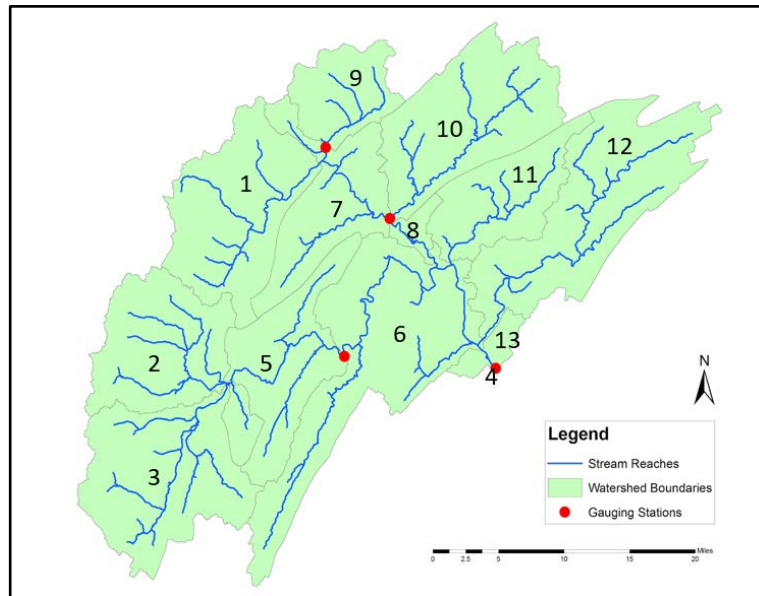 9
10
12
1
11
7
8
6
13
2
5
4
3
N
Legend
Stream Reaches
Watershed Boundaries
Gauging Stations
0 2.5 5 10 15 20 Miles